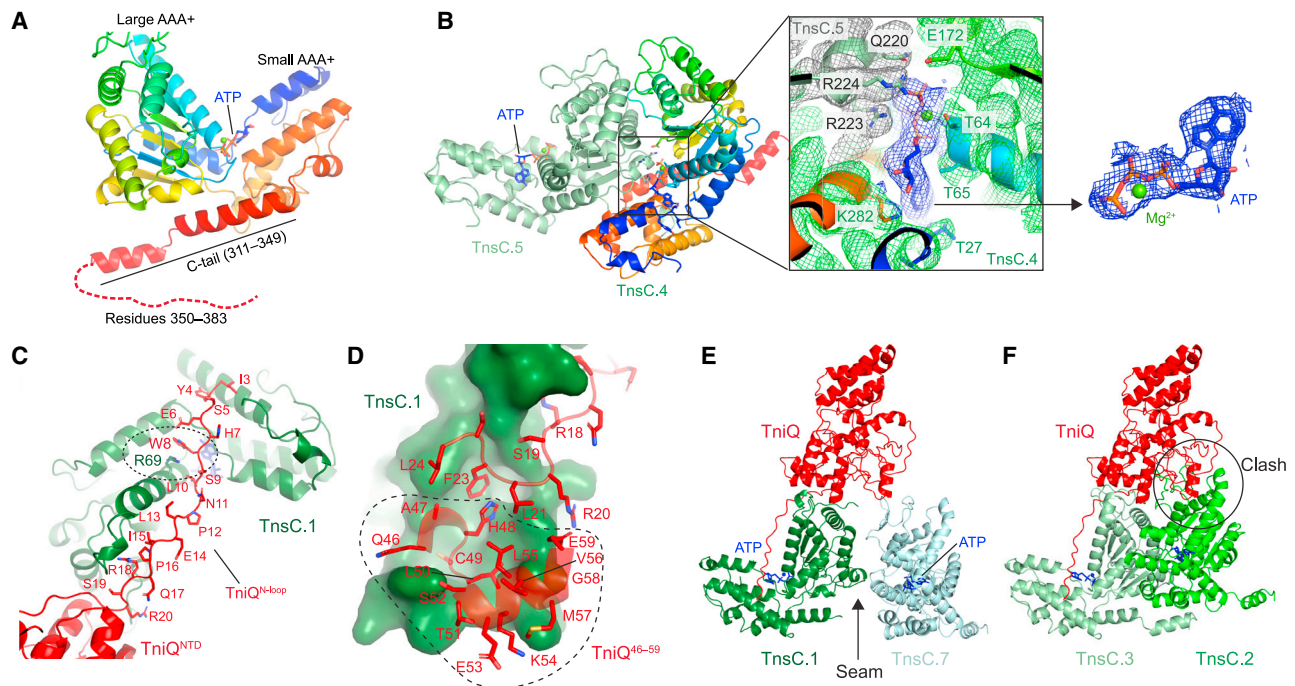 A
Large AAA+
Small AAA+
ATP
C-tail (311–349)
Residues 350–383
B
ATP
TnsC.5
TnsC.4
TnsC.5
Q220
E172
R224
R223
T64
T65
K282
T27
TnsC.4
Mg2+
ATP
C
I3
Y4
S5
E6
H7
W8
R69
S9
L10
N11
TnsC.1
L13
P12
I15
E14
R18
P16
S19
Q17
R20
TniQN-loop
TniQNTD
D
TnsC.1
R18
S19
L24
F23
R20
L21
A47
H48
Q46
C49
L55
E59
V56
L50
G58
S52
M57
T51
K54
E53
TniQ46–59
E
TniQ
ATP
ATP
TnsC.1
TnsC.7
Seam
F
TniQ
Clash
ATP
TnsC.3
TnsC.2